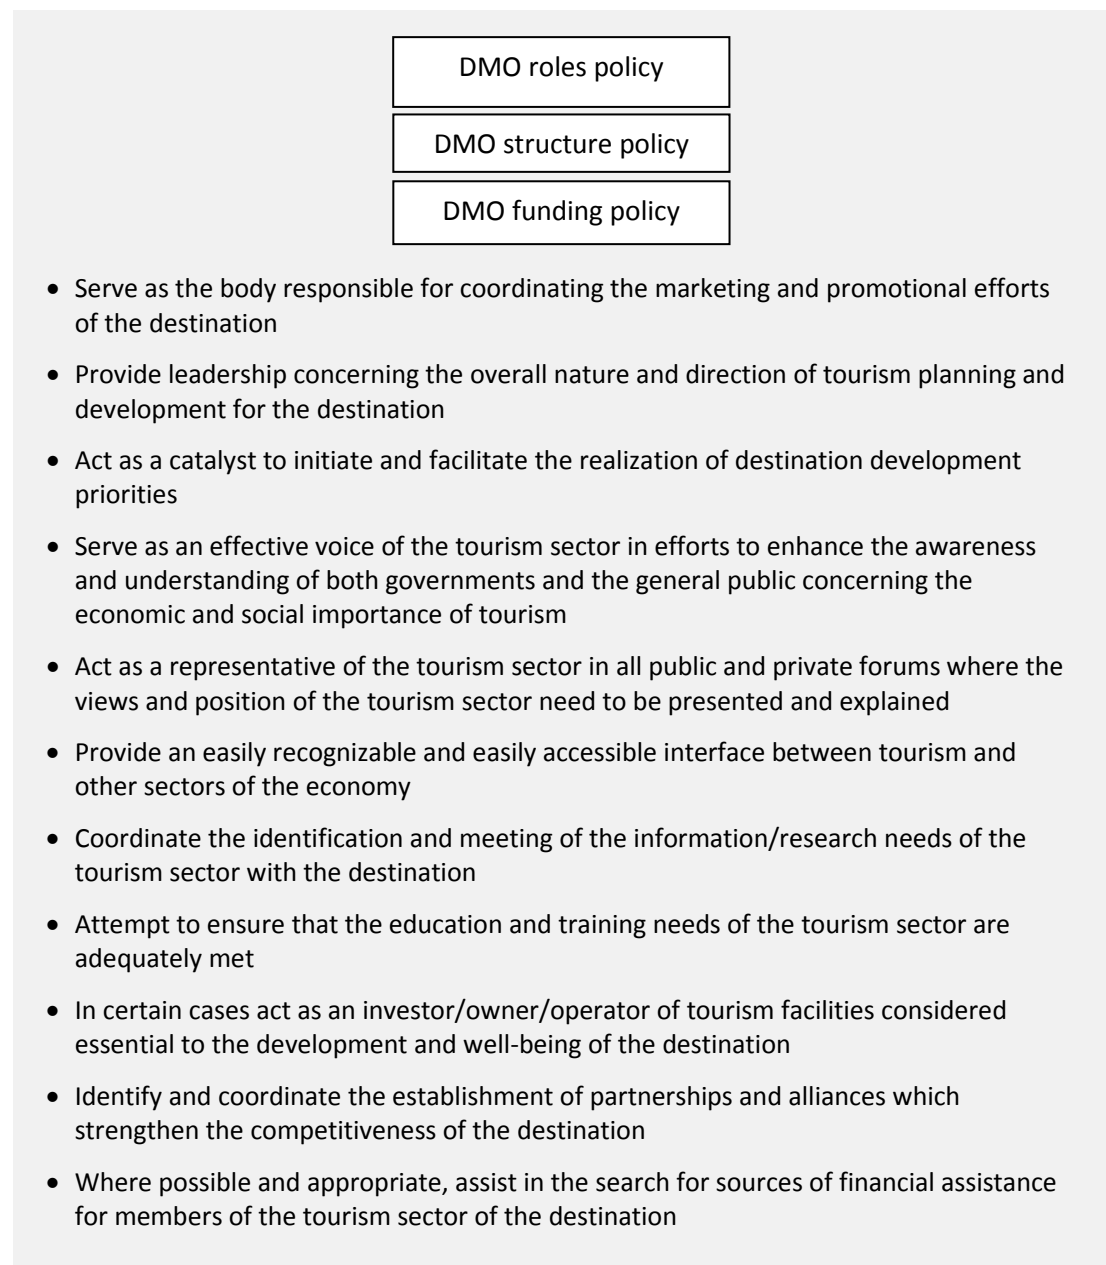 DMO roles policy
DMO structure policy
DMO funding policy
• Serve as the body responsible for coordinating the marketing and promotional efforts
of the destination
• Provide leadership concerning the overall nature and direction of tourism planning and
development for the destination
• Act as a catalyst to initiate and facilitate the realization of destination development
priorities
• Serve as an effective voice of the tourism sector in efforts to enhance the awareness
and understanding of both governments and the general public concerning the
economic and social importance of tourism
• Act as a representative of the tourism sector in all public and private forums where the
views and position of the tourism sector need to be presented and explained
• Provide an easily recognizable and easily accessible interface between tourism and
other sectors of the economy
• Coordinate the identification and meeting of the information/research needs of the
tourism sector with the destination
• Attempt to ensure that the education and training needs of the tourism sector are
adequately met
• In certain cases act as an investor/owner/operator of tourism facilities considered
essential to the development and well-being of the destination
• Identify and coordinate the establishment of partnerships and alliances which
strengthen the competitiveness of the destination
• Where possible and appropriate, assist in the search for sources of financial assistance
for members of the tourism sector of the destination